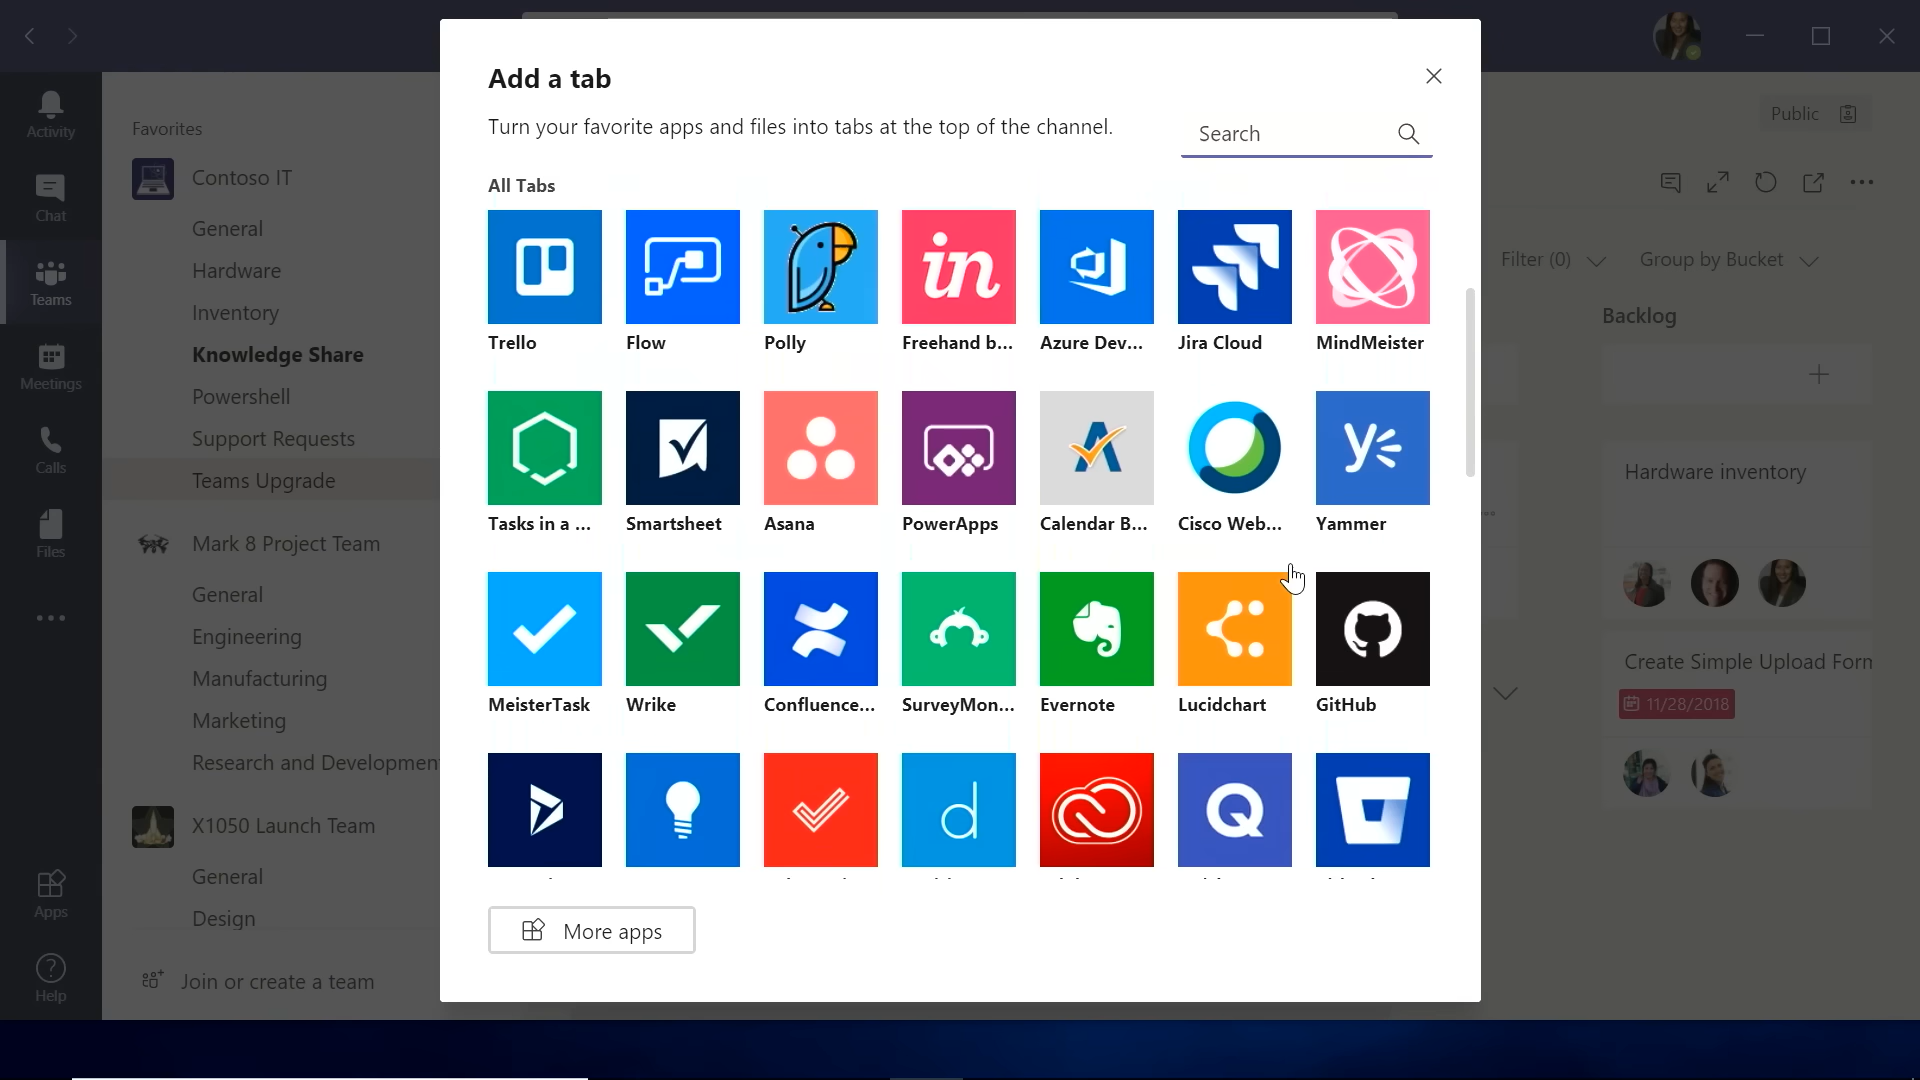 Add a tab
Turn your favorite apps and files into tabs at the top of the channel.
Search
All Tabs
Trello
Flow
Polly
Freehand b...
Azure Dev...
Jira Cloud
MindMeister
Tasks in a ...
Smartsheet
Asana
PowerApps
Calendar B...
Cisco Web...
Yammer
MeisterTask
Wrike
Confluence...
SurveyMon...
Evernote
Lucidchart
GitHub
More apps
in
y
d
Q
Activity
Chat
Teams
Meetings
Calls
Files
Apps
Help
Favorites
Contoso IT
General
Hardware
Inventory
Knowledge Share
Powershell
Support Requests
Teams Upgrade
Mark 8 Project Team
General
Engineering
Manufacturing
Marketing
Research and Developmen
X1050 Launch Team
General
Design
Join or create a team
Public
Filter (0)
Group by Bucket
Backlog
Hardware inventory
Create Simple Upload Form
11/28/2018